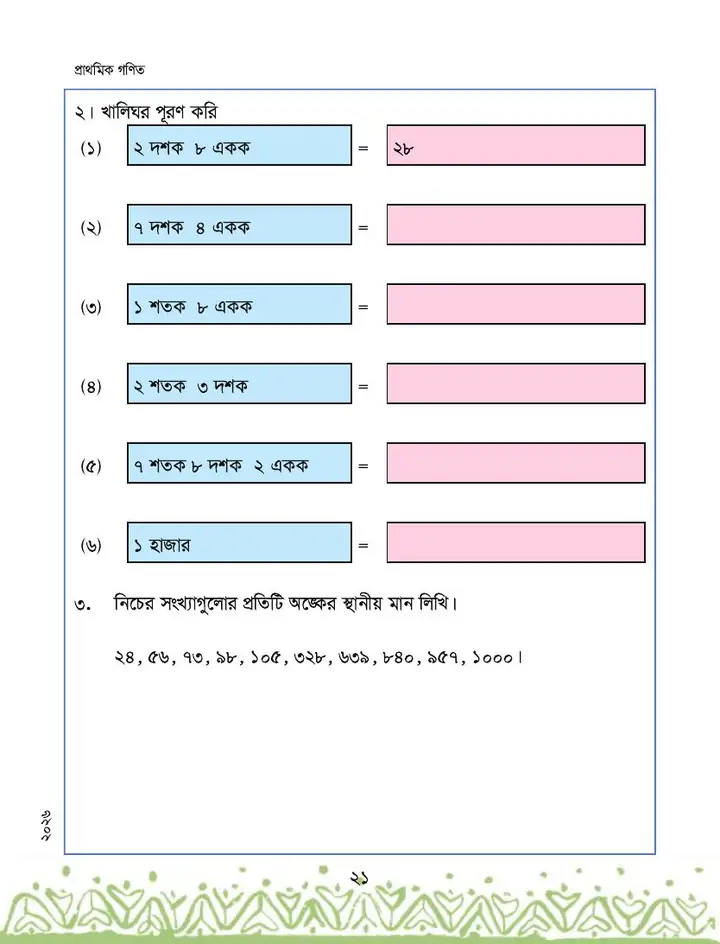 প্রাথমিক গণিত
২। খালিঘর পূরণ করি
(১) ২ দশক ৮ একক = ২৮
(২) ৭ দশক ৪ একক =
(৩) ১ শতক ৮ একক =
(৪) ২ শতক ৩ দশক =
(৫) ৭ শতক ৮ দশক ২ একক =
(৬) ১ হাজার =
৩. নিচের সংখ্যাগুলোর প্রতিটি অঙ্কের স্থানীয় মান লিখি।
২৪, ৫৬, ৭৩, ৯৮, ১০৫, ৩২৮, ৬৩৯, ৮৪০, ৯৫৭, ১০০০।
২০২৬
২১